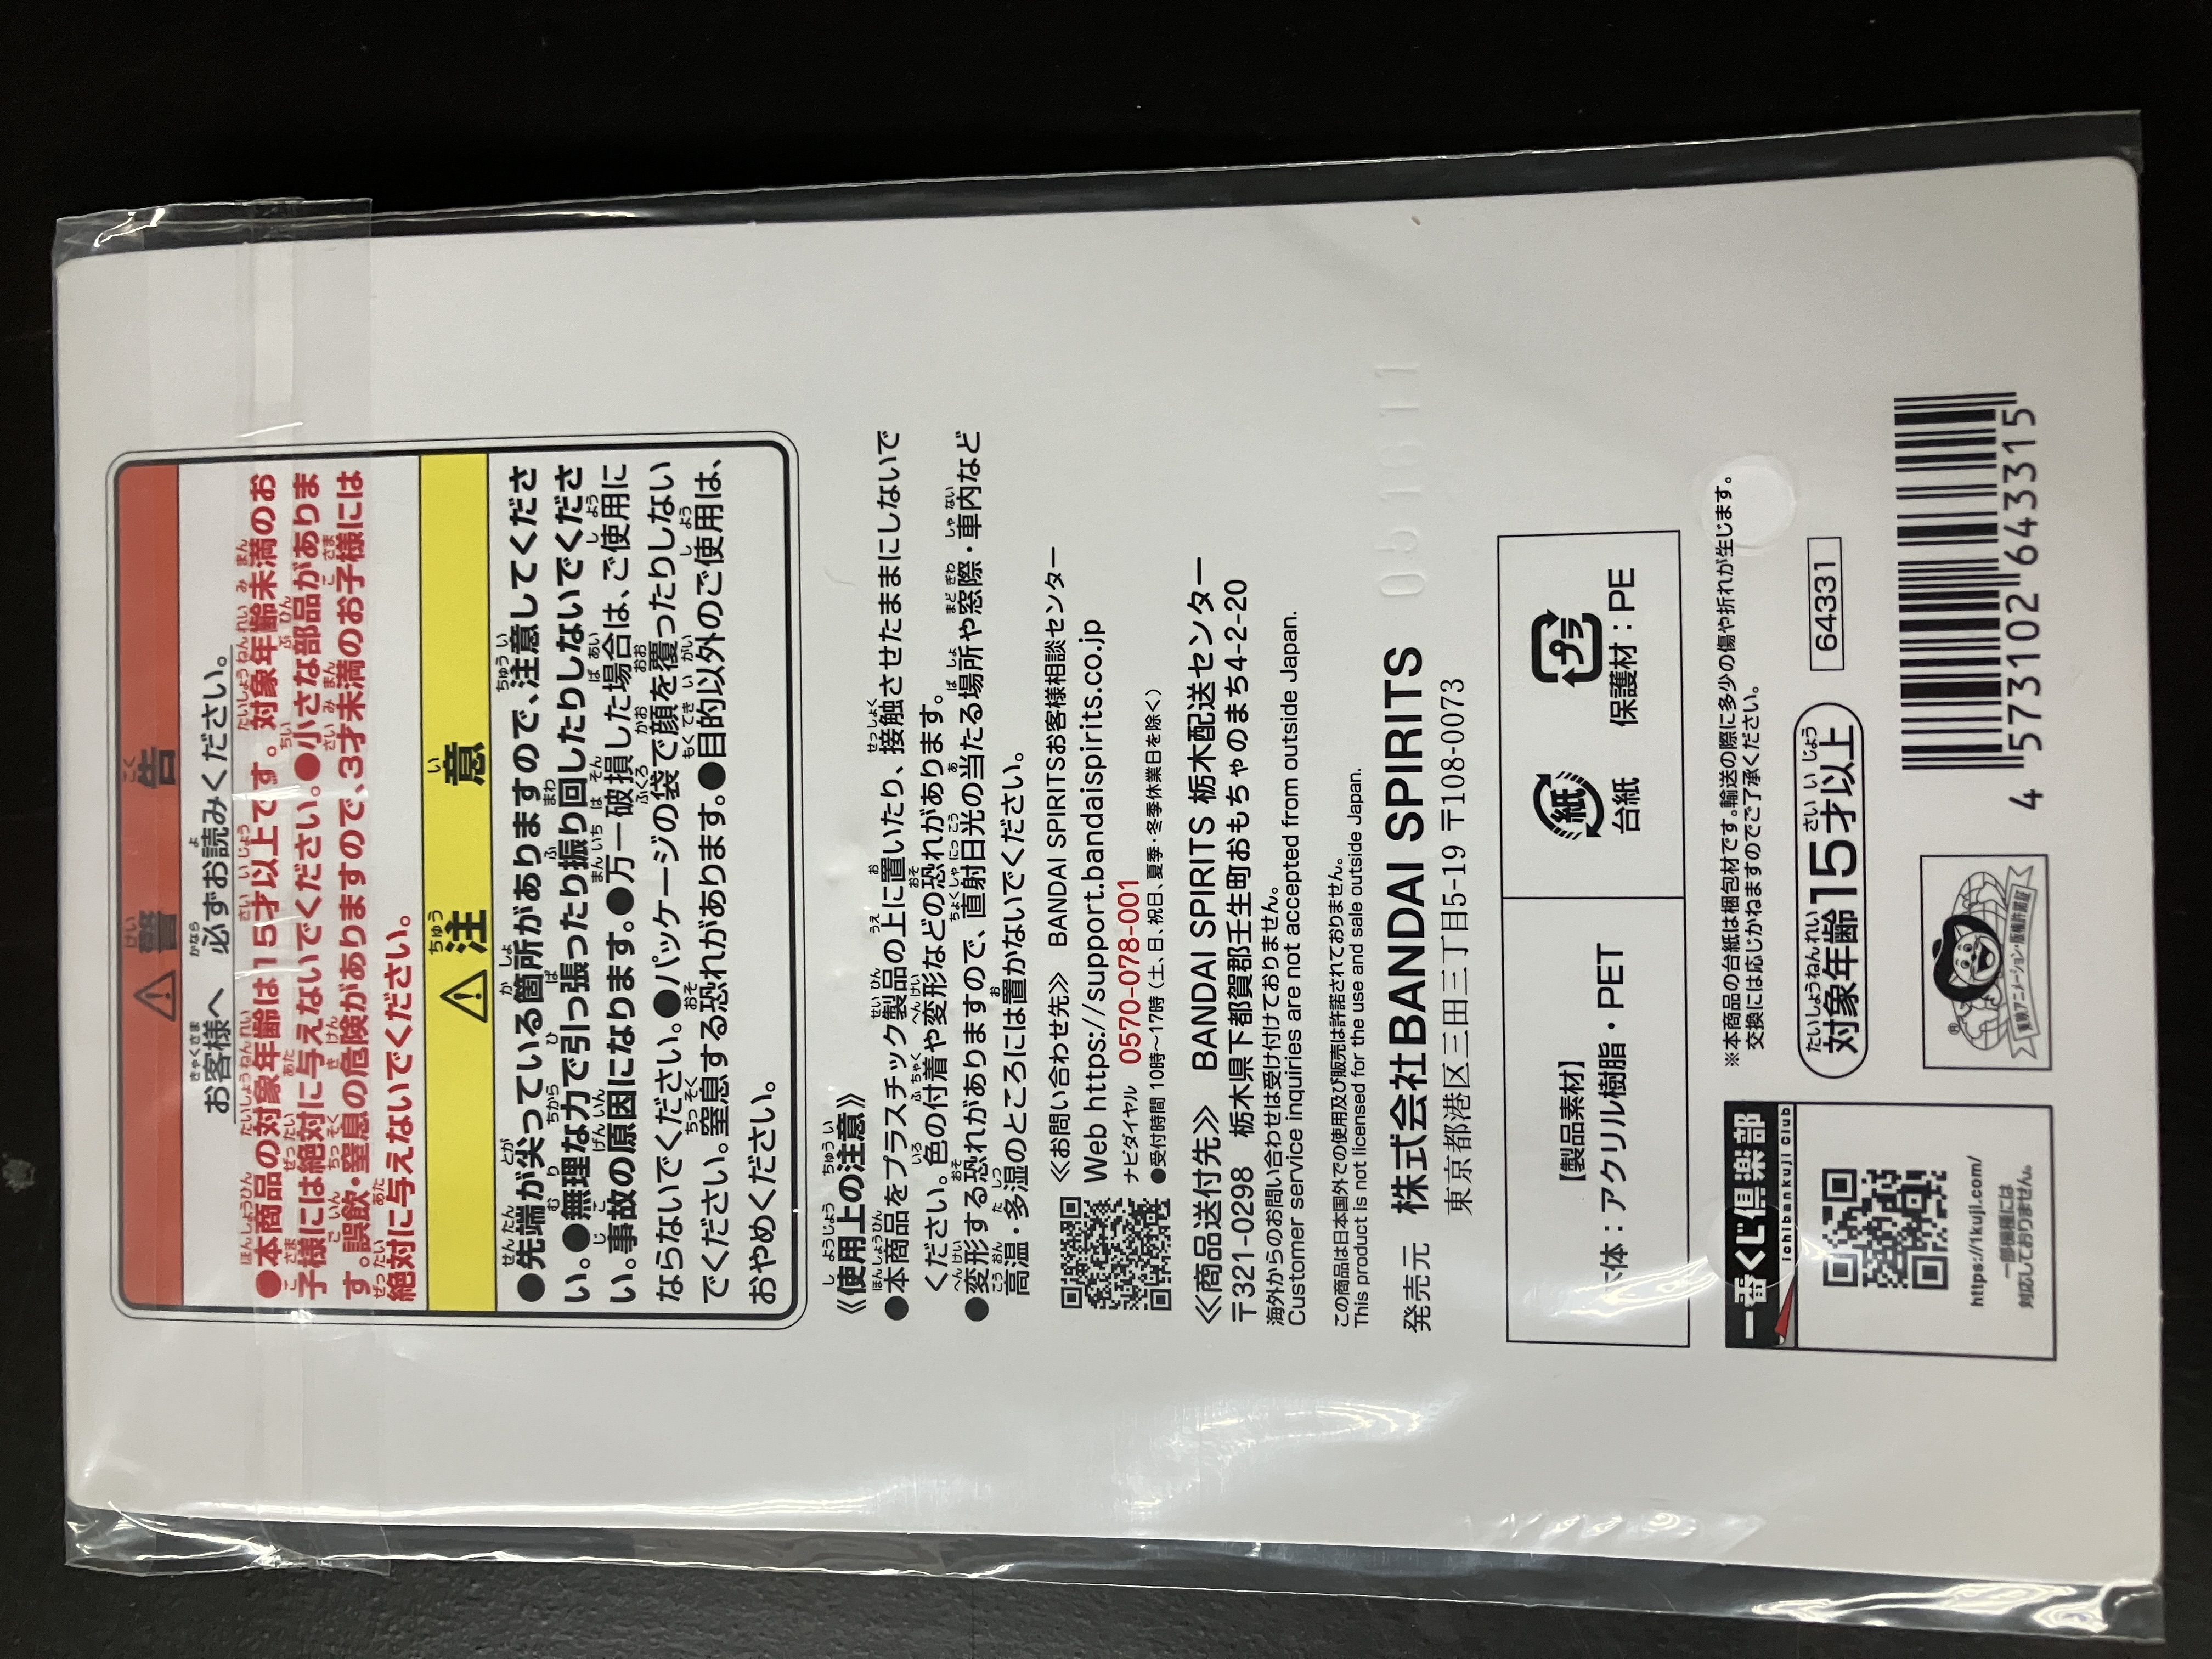 ⚠警告
お客様へ 必ずお読みください。
●本商品の対象年齢は15才以上です。対象年齢未満のお
子様には絶対に与えないでください。●小さな部品がありま
す。誤飲・窒息の危険がありますので、3才未満のお子様には
絶対に与えないでください。
⚠注意
●先端が尖っている箇所がありますので、注意してくださ
い。●無理な力で引っ張ったり振り回したりしないでくださ
い。事故の原因になります。●万一破損した場合は、ご使用に
ならないでください。●パッケージの袋で顔を覆ったりしない
でください。窒息する恐れがあります。●目的以外のご使用は、
おやめください。
《使用上の注意》
●本商品をプラスチック製品の上に置いたり、接触させたままにしないで
ください。色の付着や変形などの恐れがあります。
●変形する恐れがありますので、直射日光の当たる場所や窓際・車内など
高温・多湿のところには置かないでください。
≪お問い合わせ先≫ BANDAI SPIRITSお客様相談センター
Web https://support.bandaispirits.co.jp
ナビダイヤル 0570-078-001
●受付時間 10時～17時（土、日、祝日、夏季・冬季休業日を除く）
≪商品送付先≫ BANDAI SPIRITS 栃木配送センター
〒321-0298 栃木県下都賀郡壬生町おもちゃのまち4-2-20
海外からのお問い合わせは受け付けておりません。
Customer service inquiries are not accepted from outside Japan.
この商品は日本国外での使用及び販売は許諾されておりません。
This product is not licensed for the use and sale outside Japan.
発売元 株式会社BANDAI SPIRITS
東京都港区三田三丁目5-19 〒108-0073
【製品素材】
本体：アクリル樹脂・PET
紙
台紙
プラ
保護材：PE
一番くじ倶楽部
ichibankuji Club
https://1kuji.com/
一部機種には
対応しておりません。
※本商品の台紙は梱包材です。輸送の際に多少の傷や折れが生じます。
交換には応じかねますのでご了承ください。
対象年齢15才以上
64331
東映アニメーション・版権許諾証
4 573102 643315